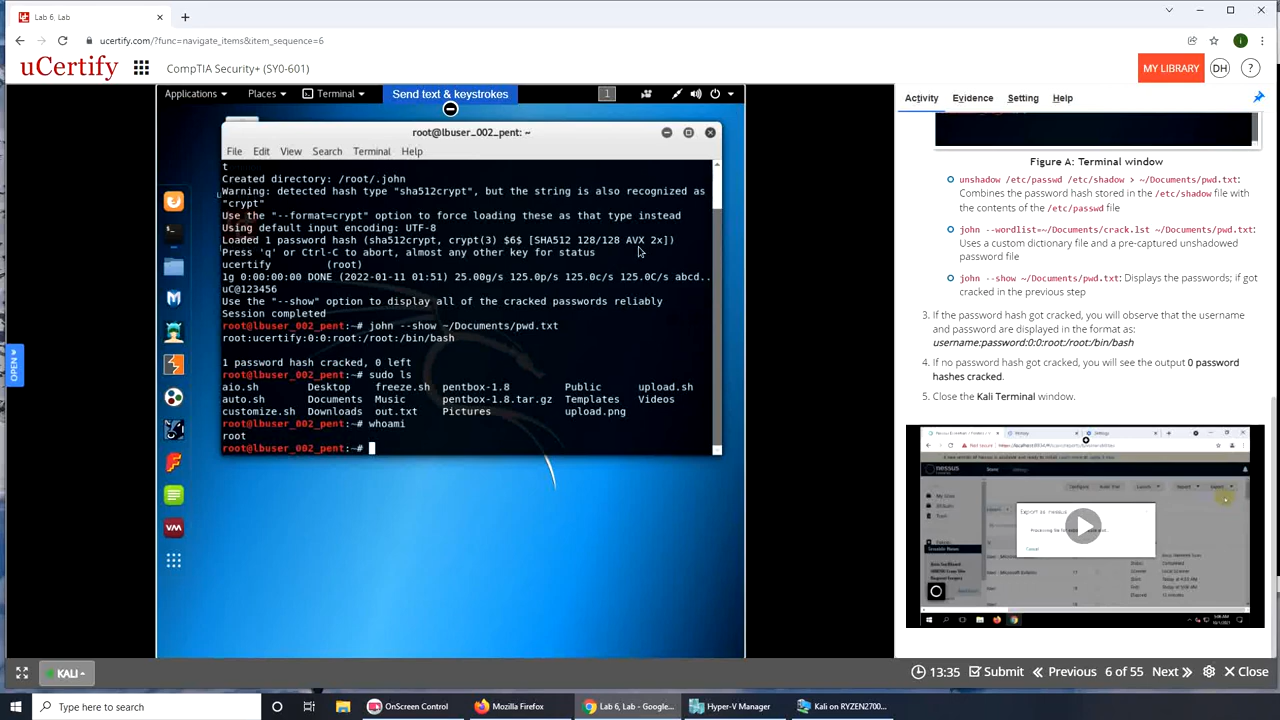 Lab 6, Lab
ucertify.com/?func=navigate_items&item_sequence=6
uCertify
CompTIA Security+ (SY0-601)
MY LIBRARY
DH
?
Applications
Places
Terminal
Send text & keystrokes
1
root@lbuser_002_pent: ~
File Edit View Search Terminal Help
t
Created directory: /root/.john
Warning: detected hash type "sha512crypt", but the string is also recognized as
"crypt"
Use the "--format=crypt" option to force loading these as that type instead
Using default input encoding: UTF-8
Loaded 1 password hash (sha512crypt, crypt(3) $6$ [SHA512 128/128 AVX 2x])
Press 'q' or Ctrl-C to abort, almost any other key for status
ucertify (root)
1g 0:00:00:00 DONE (2022-01-11 01:51) 25.00g/s 125.0p/s 125.0c/s 125.0C/s abcd..
uC@123456
Use the "--show" option to display all of the cracked passwords reliably
Session completed
root@lbuser_002_pent:~# john --show ~/Documents/pwd.txt
root:ucertify:0:0:root:/root:/bin/bash
1 password hash cracked, 0 left
root@lbuser_002_pent:~# sudo ls
aio.sh Desktop freeze.sh pentbox-1.8 Public upload.sh
auto.sh Documents Music pentbox-1.8.tar.gz Templates Videos
customize.sh Downloads out.txt Pictures upload.png
root@lbuser_002_pent:~# whoami
root
root@lbuser_002_pent:~#
OPEN
KALI
Activity Evidence Setting Help
Figure A: Terminal window
unshadow /etc/passwd /etc/shadow > ~/Documents/pwd.txt:
Combines the password hash stored in the /etc/shadow file with
the contents of the /etc/passwd file
john --wordlist=~/Documents/crack.lst ~/Documents/pwd.txt:
Uses a custom dictionary file and a pre-captured unshadowed
password file
john --show ~/Documents/pwd.txt: Displays the passwords; if got
cracked in the previous step
3. If the password hash got cracked, you will observe that the username
and password are displayed in the format as:
username:password:0:0:root:/root:/bin/bash
4. If no password hash got cracked, you will see the output 0 password
hashes cracked.
5. Close the Kali Terminal window.
nessus
Export as nessus
Cancel
13:35
Submit
Previous
6 of 55
Next
Close
Type here to search
OnScreen Control
Mozilla Firefox
Lab 6, Lab - Google...
Hyper-V Manager
Kali on RYZEN2700...